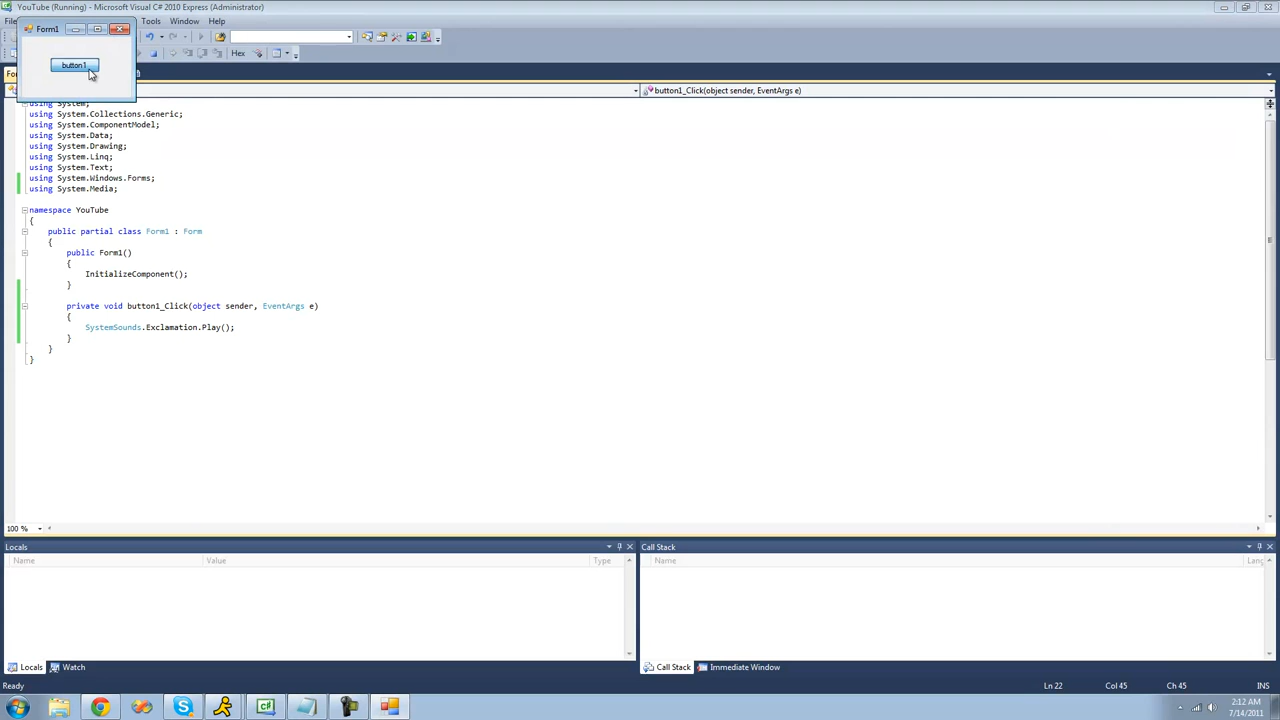 YouTube (Running) - Microsoft Visual C# 2010 Express (Administrator)
Tools Window Help
Form1
button1
Hex
button1_Click(object sender, EventArgs e)
using System;
using System.Collections.Generic;
using System.ComponentModel;
using System.Data;
using System.Drawing;
using System.Linq;
using System.Text;
using System.Windows.Forms;
using System.Media;
namespace YouTube
{
public partial class Form1 : Form
{
public Form1()
{
InitializeComponent();
}
private void button1_Click(object sender, EventArgs e)
{
SystemSounds.Exclamation.Play();
}
}
}
100 %
Locals
Name Value Type
Call Stack
Name Lang
Locals Watch
Call Stack Immediate Window
Ready Ln 22 Col 45 Ch 45 INS
2:12 AM
7/14/2011